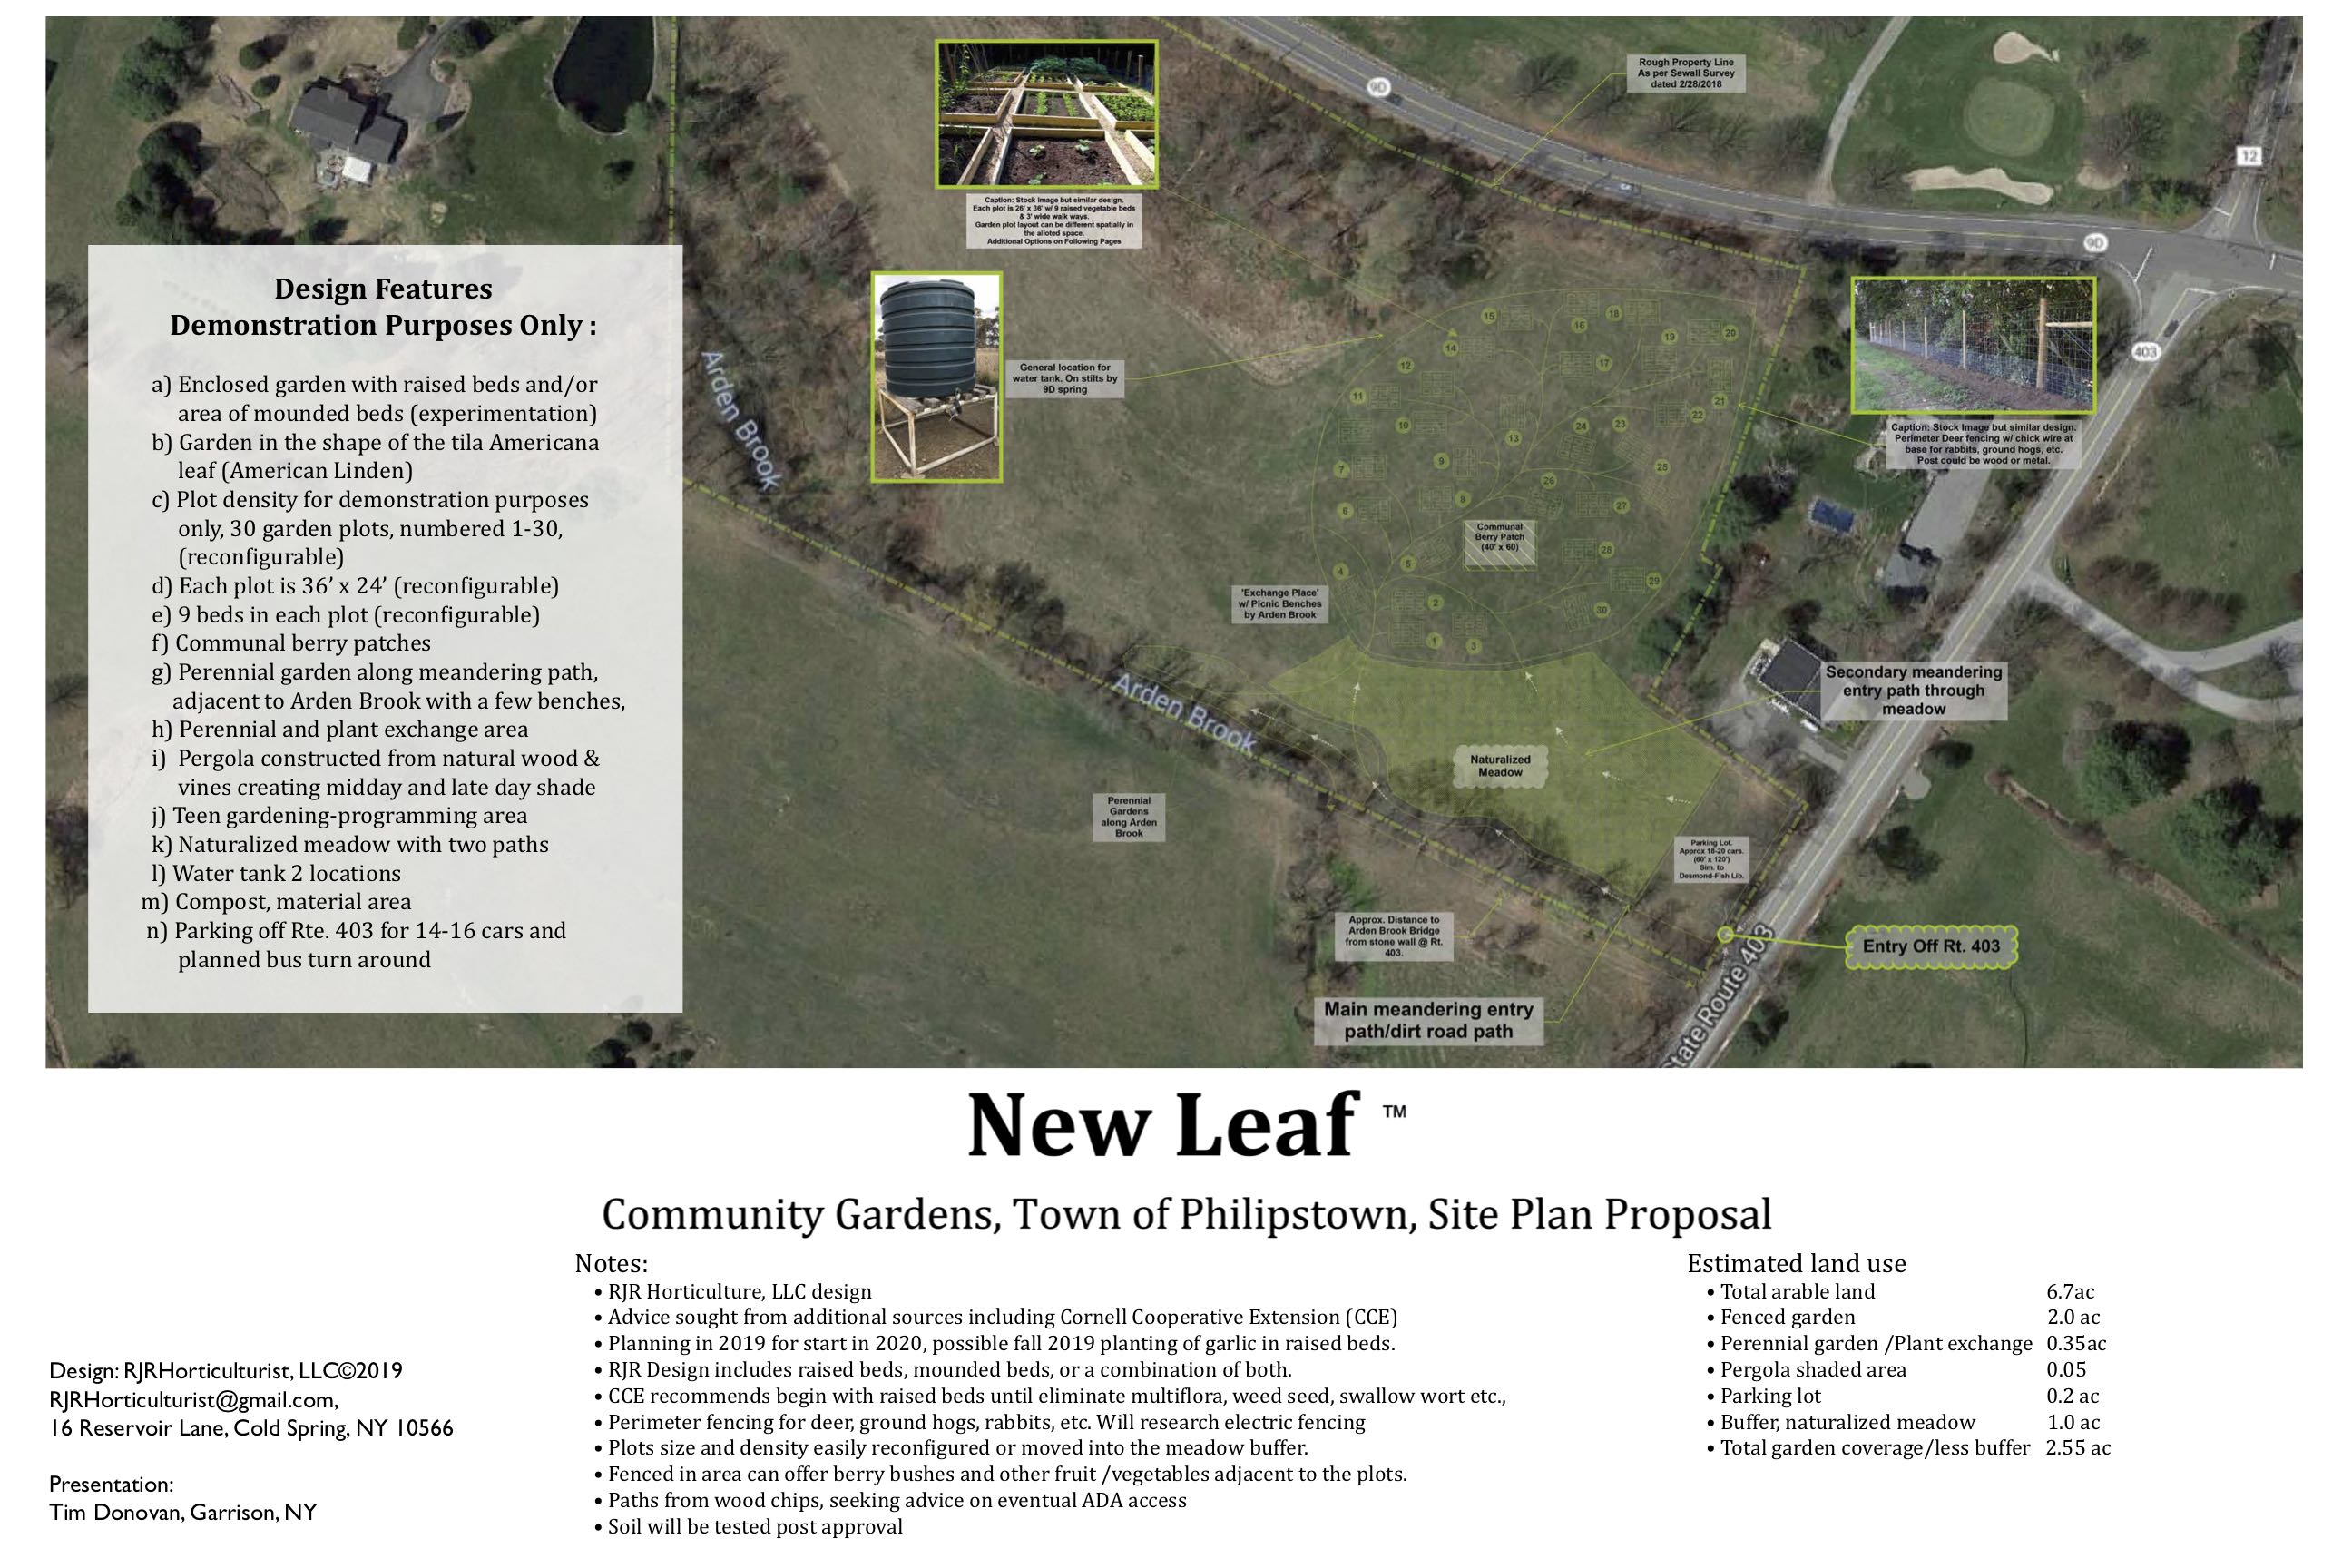 9D
Rough Property Line
As per Sewall Survey
dated 2/28/2018
12
Caption: Stock Image but similar design.
Each plot is 26' x 36' w/ 9 raised vegetable beds
& 3' wide walk ways.
Garden plot layout can be different spatially in
the alloted space.
Additional Options on Following Pages
9D
403
General location for
water tank. On stilts by
9D spring
Caption: Stock Image but similar design.
Perimeter Deer fencing w/ chick wire at
base for rabbits, ground hogs, etc.
Post could be wood or metal.
Arden Brook
15
18
16
20
19
14
17
12
11
21
22
10
24
23
13
9
7
25
26
8
27
6
Communal
Berry Patch
(40' x 60)
28
5
4
29
2
30
1
3
'Exchange Place'
w/ Picnic Benches
by Arden Brook
Arden Brook
Secondary meandering
entry path through
meadow
Naturalized
Meadow
Perennial
Gardens
along Arden
Brook
Parking Lot.
Approx 18-20 cars.
(60' x 120')
Sim. to
Desmond-Fish Lib.
Approx. Distance to
Arden Brook Bridge
from stone wall @ Rt.
403.
Entry Off Rt. 403
Main meandering entry
path/dirt road path
State Route 403
Design Features
Demonstration Purposes Only :
a) Enclosed garden with raised beds and/or
area of mounded beds (experimentation)
b) Garden in the shape of the tila Americana
leaf (American Linden)
c) Plot density for demonstration purposes
only, 30 garden plots, numbered 1-30,
(reconfigurable)
d) Each plot is 36’ x 24’ (reconfigurable)
e) 9 beds in each plot (reconfigurable)
f) Communal berry patches
g) Perennial garden along meandering path,
adjacent to Arden Brook with a few benches,
h) Perennial and plant exchange area
i) Pergola constructed from natural wood &
vines creating midday and late day shade
j) Teen gardening-programming area
k) Naturalized meadow with two paths
l) Water tank 2 locations
m) Compost, material area
n) Parking off Rte. 403 for 14-16 cars and
planned bus turn around
New Leaf ™
Community Gardens, Town of Philipstown, Site Plan Proposal
Notes:
• RJR Horticulture, LLC design
• Advice sought from additional sources including Cornell Cooperative Extension (CCE)
• Planning in 2019 for start in 2020, possible fall 2019 planting of garlic in raised beds.
• RJR Design includes raised beds, mounded beds, or a combination of both.
• CCE recommends begin with raised beds until eliminate multiflora, weed seed, swallow wort etc.,
• Perimeter fencing for deer, ground hogs, rabbits, etc. Will research electric fencing
• Plots size and density easily reconfigured or moved into the meadow buffer.
• Fenced in area can offer berry bushes and other fruit /vegetables adjacent to the plots.
• Paths from wood chips, seeking advice on eventual ADA access
• Soil will be tested post approval
Estimated land use
• Total arable land 6.7ac
• Fenced garden 2.0 ac
• Perennial garden /Plant exchange 0.35ac
• Pergola shaded area 0.05
• Parking lot 0.2 ac
• Buffer, naturalized meadow 1.0 ac
• Total garden coverage/less buffer 2.55 ac
Design: RJRHorticulturist, LLC©2019
RJRHorticulturist@gmail.com,
16 Reservoir Lane, Cold Spring, NY 10566
Presentation:
Tim Donovan, Garrison, NY